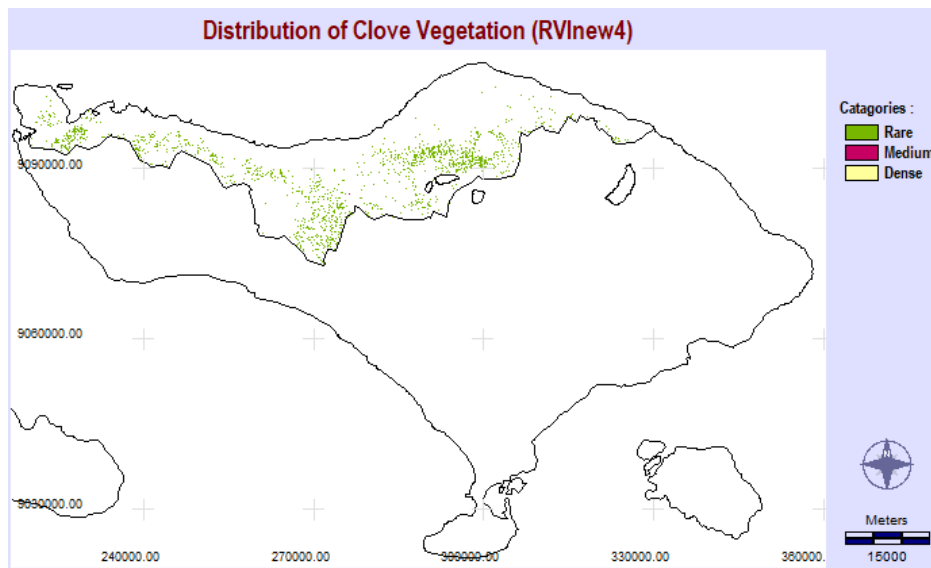 Distribution of Clove Vegetation (RVInew4)
Catagories :
Rare
Medium
Dense
9090000.00
9060000.00
9030000.00
Meters
240000.00
270000.00
300000.00
330000.00
360000.
15000